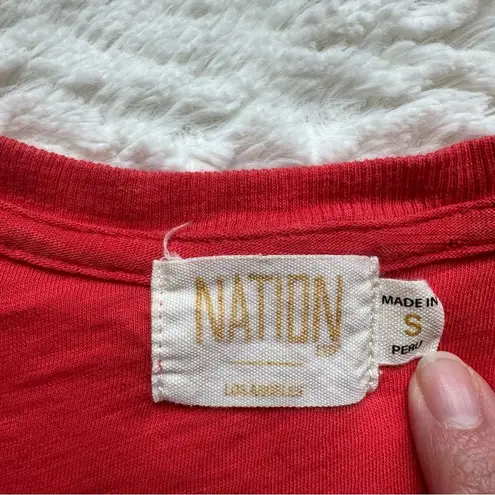 NATION
LTD
LOS ANGELES
MADE IN
S
PERU